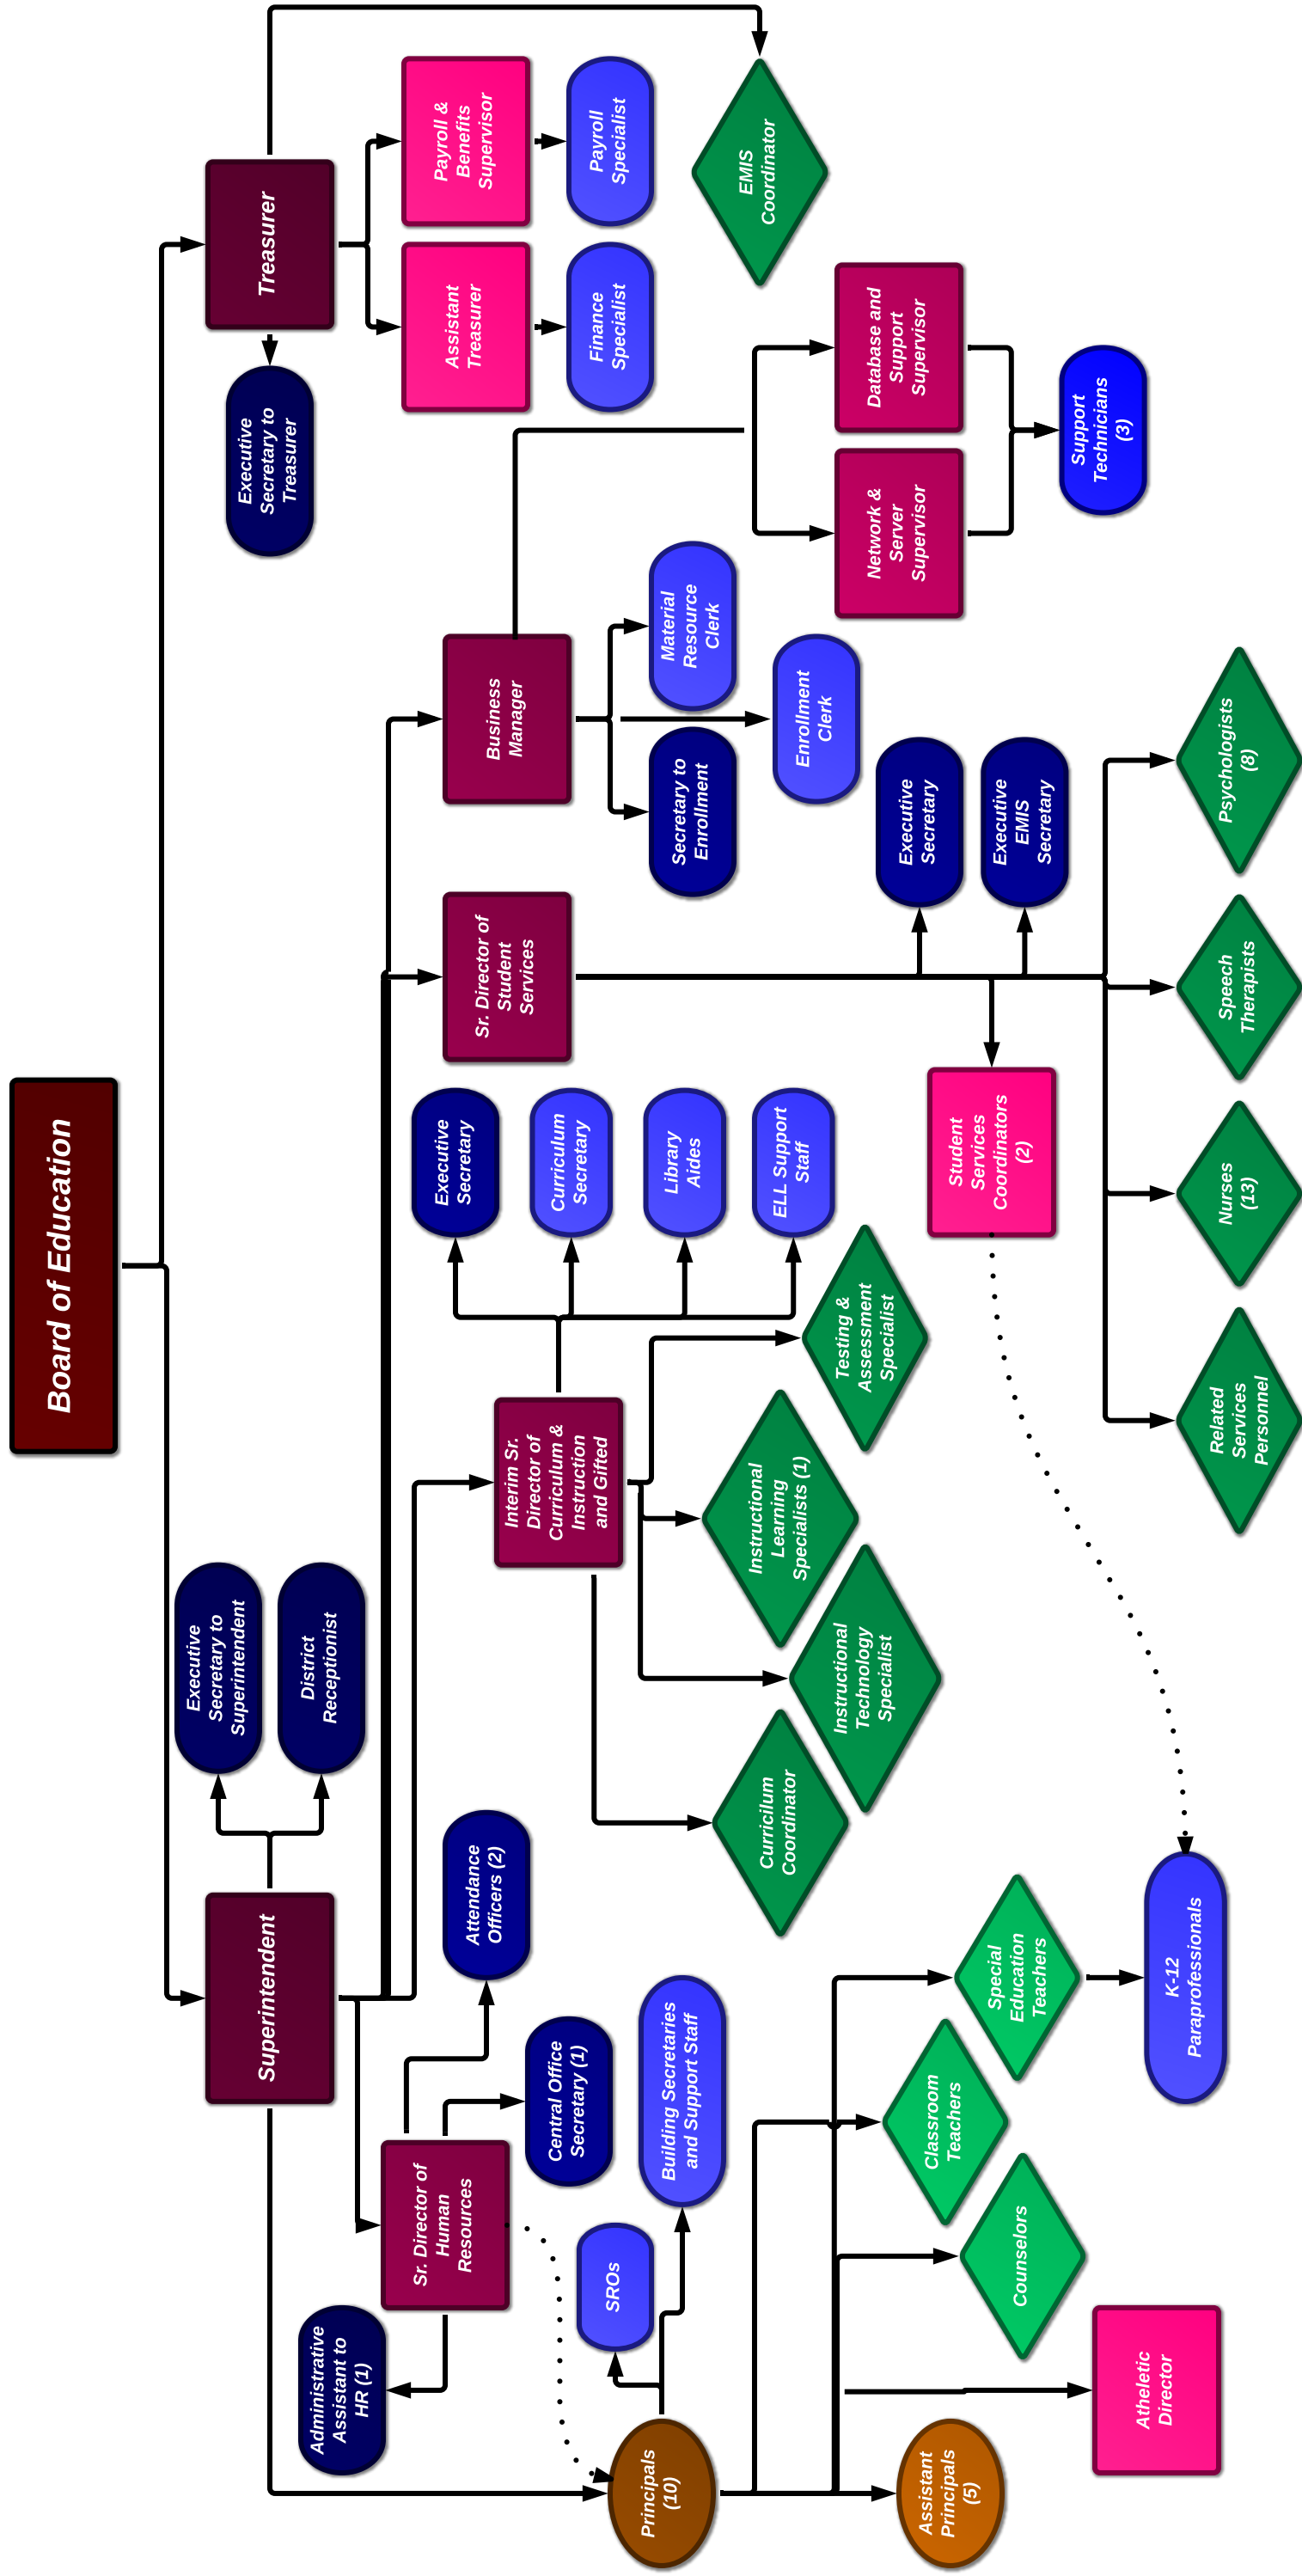 Board of Education
Superintendent
Executive
Secretary to
Superintendent
District
Receptionist
Treasurer
Executive
Secretary to
Treasurer
Assistant
Treasurer
Payroll &
Benefits
Supervisor
Finance
Specialist
Payroll
Specialist
EMIS
Coordinator
Administrative
Assistant to
HR (1)
Sr. Director of
Human
Resources
Attendance
Officers (2)
Central Office
Secretary (1)
Interim Sr.
Director of
Curriculum &
Instruction
and Gifted
Executive
Secretary
Curriculum
Secretary
Library
Aides
ELL Support
Staff
Sr. Director of
Student
Services
Business
Manager
Secretary to
Enrollment
Material
Resource
Clerk
Enrollment
Clerk
Network &
Server
Supervisor
Database and
Support
Supervisor
Support
Technicians
(3)
Principals
(10)
SROs
Building Secretaries
and Support Staff
Curricilum
Coordinator
Instructional
Technology
Specialist
Instructional
Learning
Specialists (1)
Testing &
Assessment
Specialist
Executive
Secretary
Executive
EMIS
Secretary
Student
Services
Coordinators
(2)
Assistant
Principals
(5)
Atheletic
Director
Counselors
Classroom
Teachers
Special
Education
Teachers
K-12
Paraprofessionals
Related
Services
Personnel
Nurses
(13)
Speech
Therapists
Psychologists
(8)